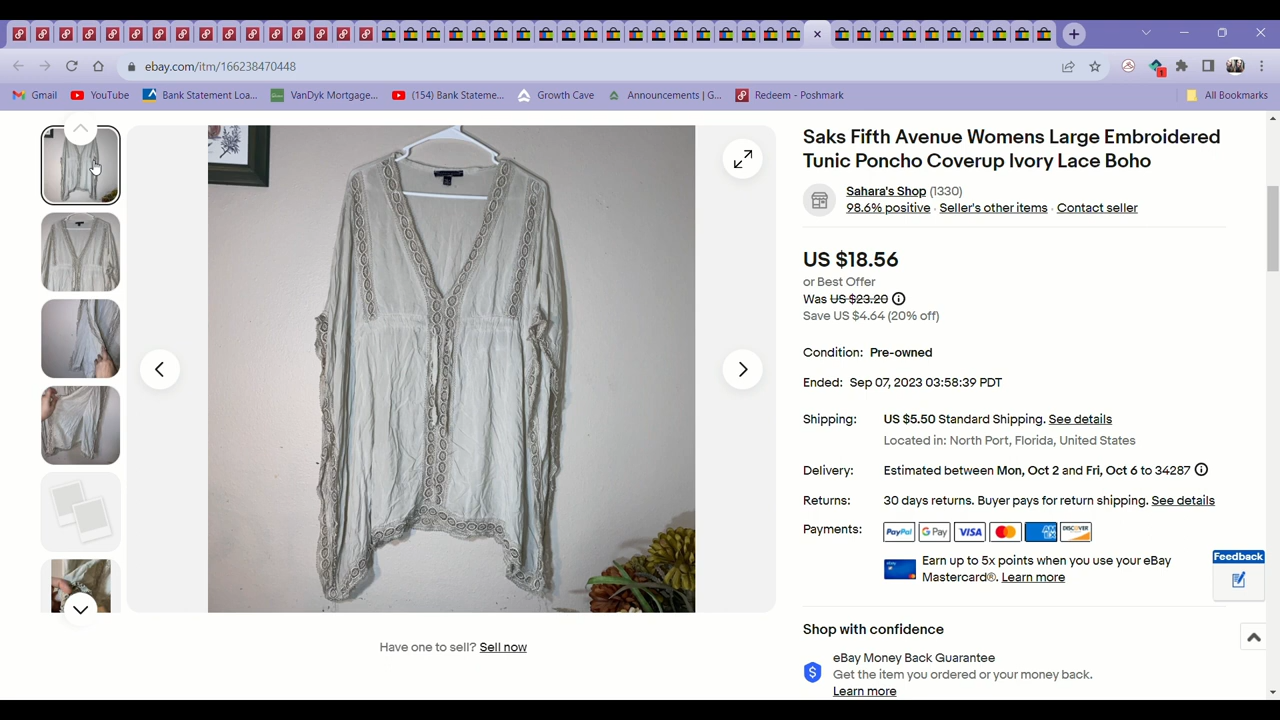 ebay.com/itm/166238470448
1
Gmail
YouTube
Bank Statement Loa...
VanDyk Mortgage...
(154) Bank Stateme...
Growth Cave
Announcements | G...
Redeem - Poshmark
All Bookmarks
Saks Fifth Avenue Womens Large Embroidered
Tunic Poncho Coverup Ivory Lace Boho
Sahara's Shop (1330)
98.6% positive · Seller's other items · Contact seller
US $18.56
or Best Offer
Was US $23.20
Save US $4.64 (20% off)
Condition: Pre-owned
Ended: Sep 07, 2023 03:58:39 PDT
Shipping: US $5.50 Standard Shipping. See details
Located in: North Port, Florida, United States
Delivery: Estimated between Mon, Oct 2 and Fri, Oct 6 to 34287
Returns: 30 days returns. Buyer pays for return shipping. See details
Payments: PayPal G Pay VISA DISCOVER
Earn up to 5x points when you use your eBay
Mastercard®. Learn more
Feedback
Have one to sell? Sell now
Shop with confidence
eBay Money Back Guarantee
Get the item you ordered or your money back.
Learn more